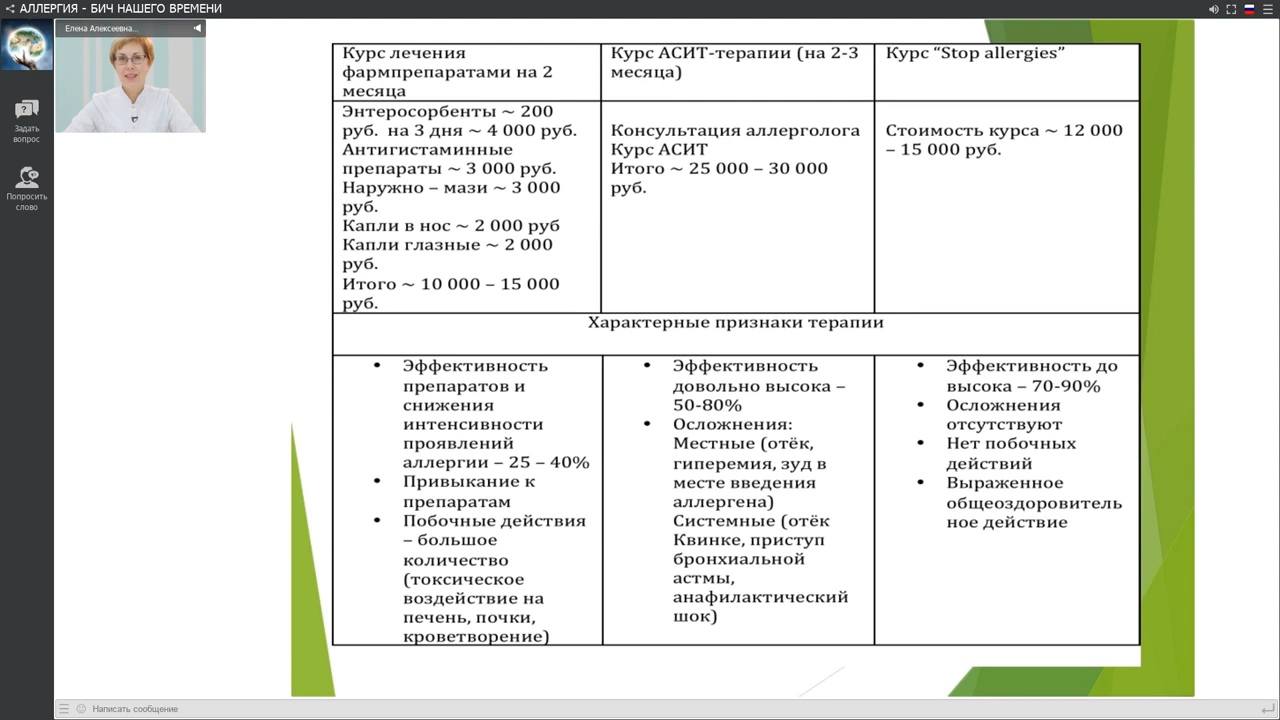 АЛЛЕРГИЯ - БИЧ НАШЕГО ВРЕМЕНИ
Елена Алексеевна...
Задать
вопрос
Попросить
слово
Курс лечения
фармпрепаратами на 2
месяца
Курс АСИТ-терапии (на 2-3
месяца)
Курс “Stop allergies”
Энтеросорбенты ~ 200
руб. на 3 дня ~ 4 000 руб.
Антигистаминные
препараты ~ 3 000 руб.
Наружно – мази ~ 3 000
руб.
Капли в нос ~ 2 000 руб
Капли глазные ~ 2 000
руб.
Итого ~ 10 000 – 15 000
руб.
Консультация аллерголога
Курс АСИТ
Итого ~ 25 000 – 30 000
руб.
Стоимость курса ~ 12 000
– 15 000 руб.
Характерные признаки терапии
• Эффективность
препаратов и
снижения
интенсивности
проявлений
аллергии – 25 – 40%
• Привыкание к
препаратам
• Побочные действия
– большое
количество
(токсическое
воздействие на
печень, почки,
кроветворение)
• Эффективность
довольно высока –
50-80%
• Осложнения:
Местные (отёк,
гиперемия, зуд в
месте введения
аллергена)
Системные (отёк
Квинке, приступ
бронхиальной
астмы,
анафилактический
шок)
• Эффективность до
высока – 70-90%
• Осложнения
отсутствуют
• Нет побочных
действий
• Выраженное
общеоздоровитель
ное действие
Написать сообщение